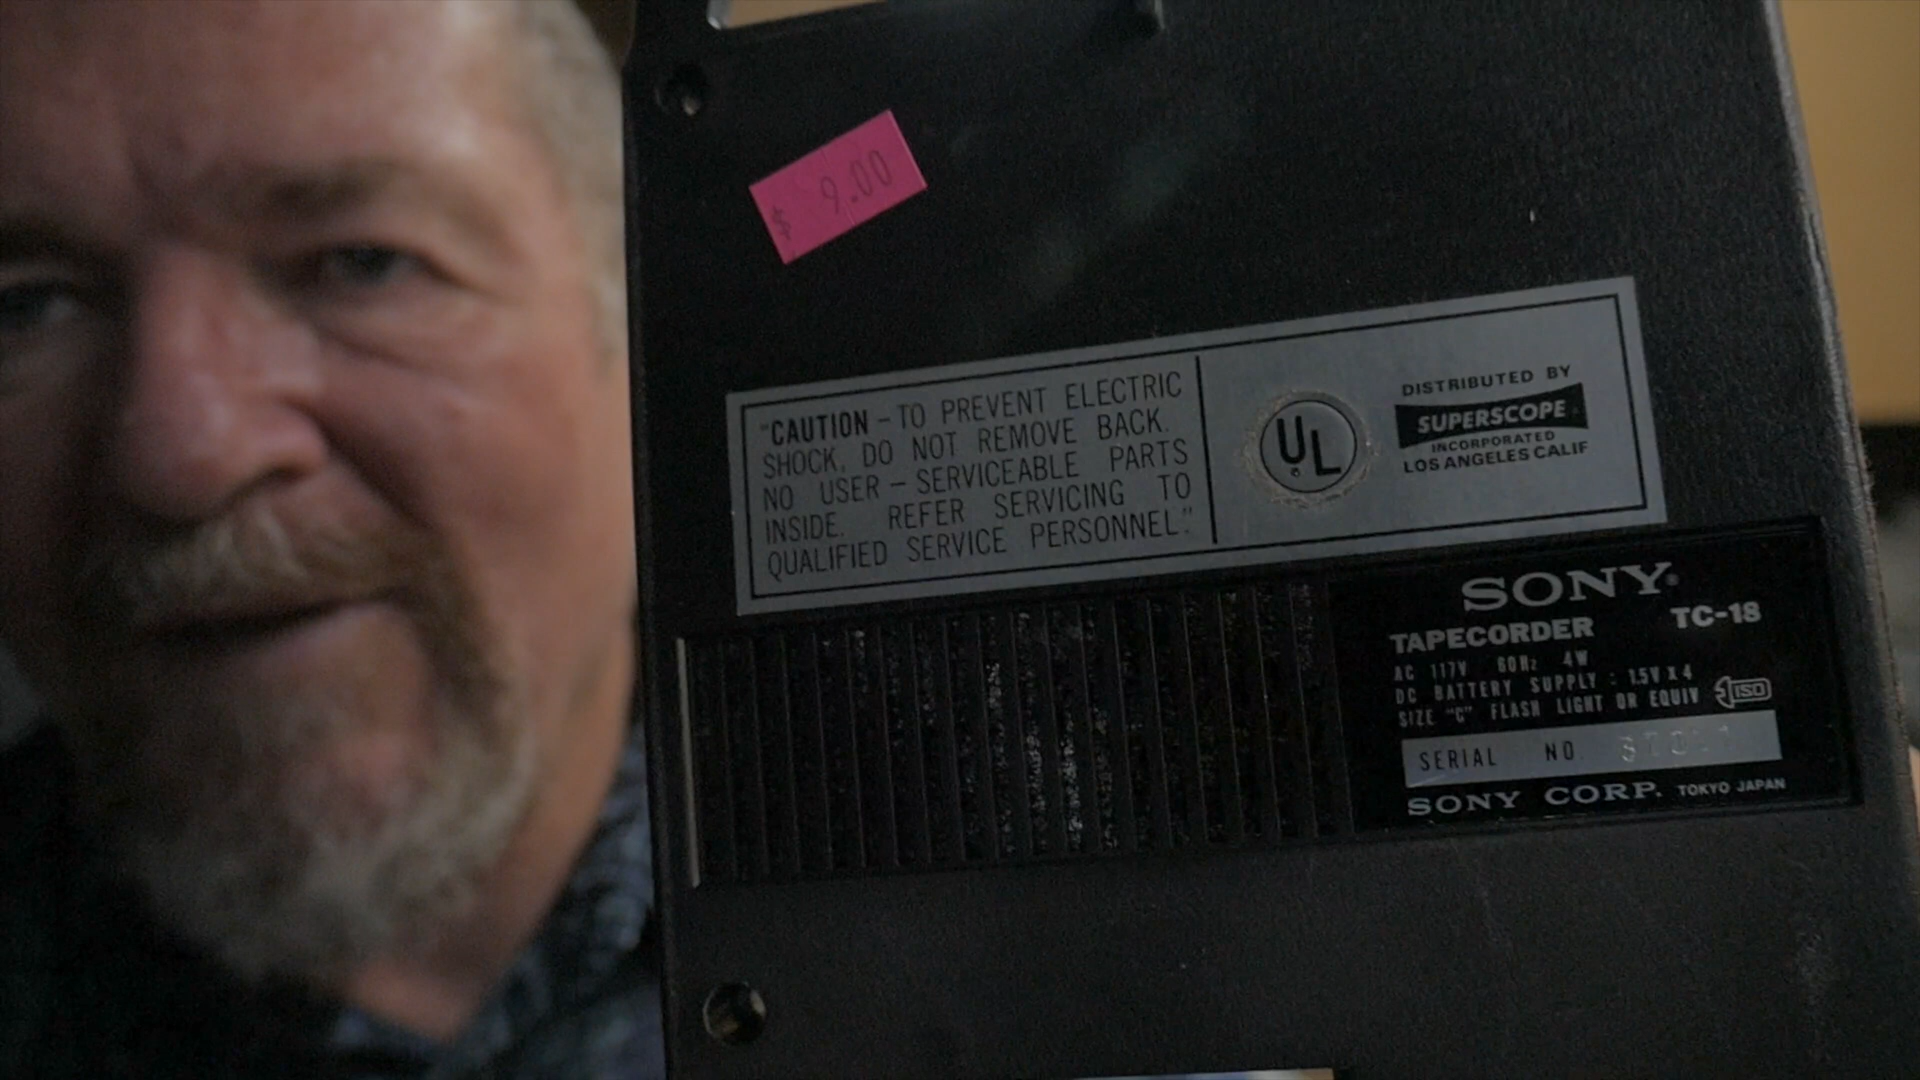 $ 9.00
"CAUTION – TO PREVENT ELECTRIC
SHOCK, DO NOT REMOVE BACK.
NO USER – SERVICEABLE PARTS
INSIDE. REFER SERVICING TO
QUALIFIED SERVICE PERSONNEL."
UL
DISTRIBUTED BY
SUPERSCOPE
INCORPORATED
LOS ANGELES CALIF
SONY®
TAPECORDER TC-18
AC 117V 60Hz 4W
DC BATTERY SUPPLY : 1.5V X 4
SIZE "C" FLASH LIGHT OR EQUIV
ISO
SERIAL NO
SONY CORP. TOKYO JAPAN